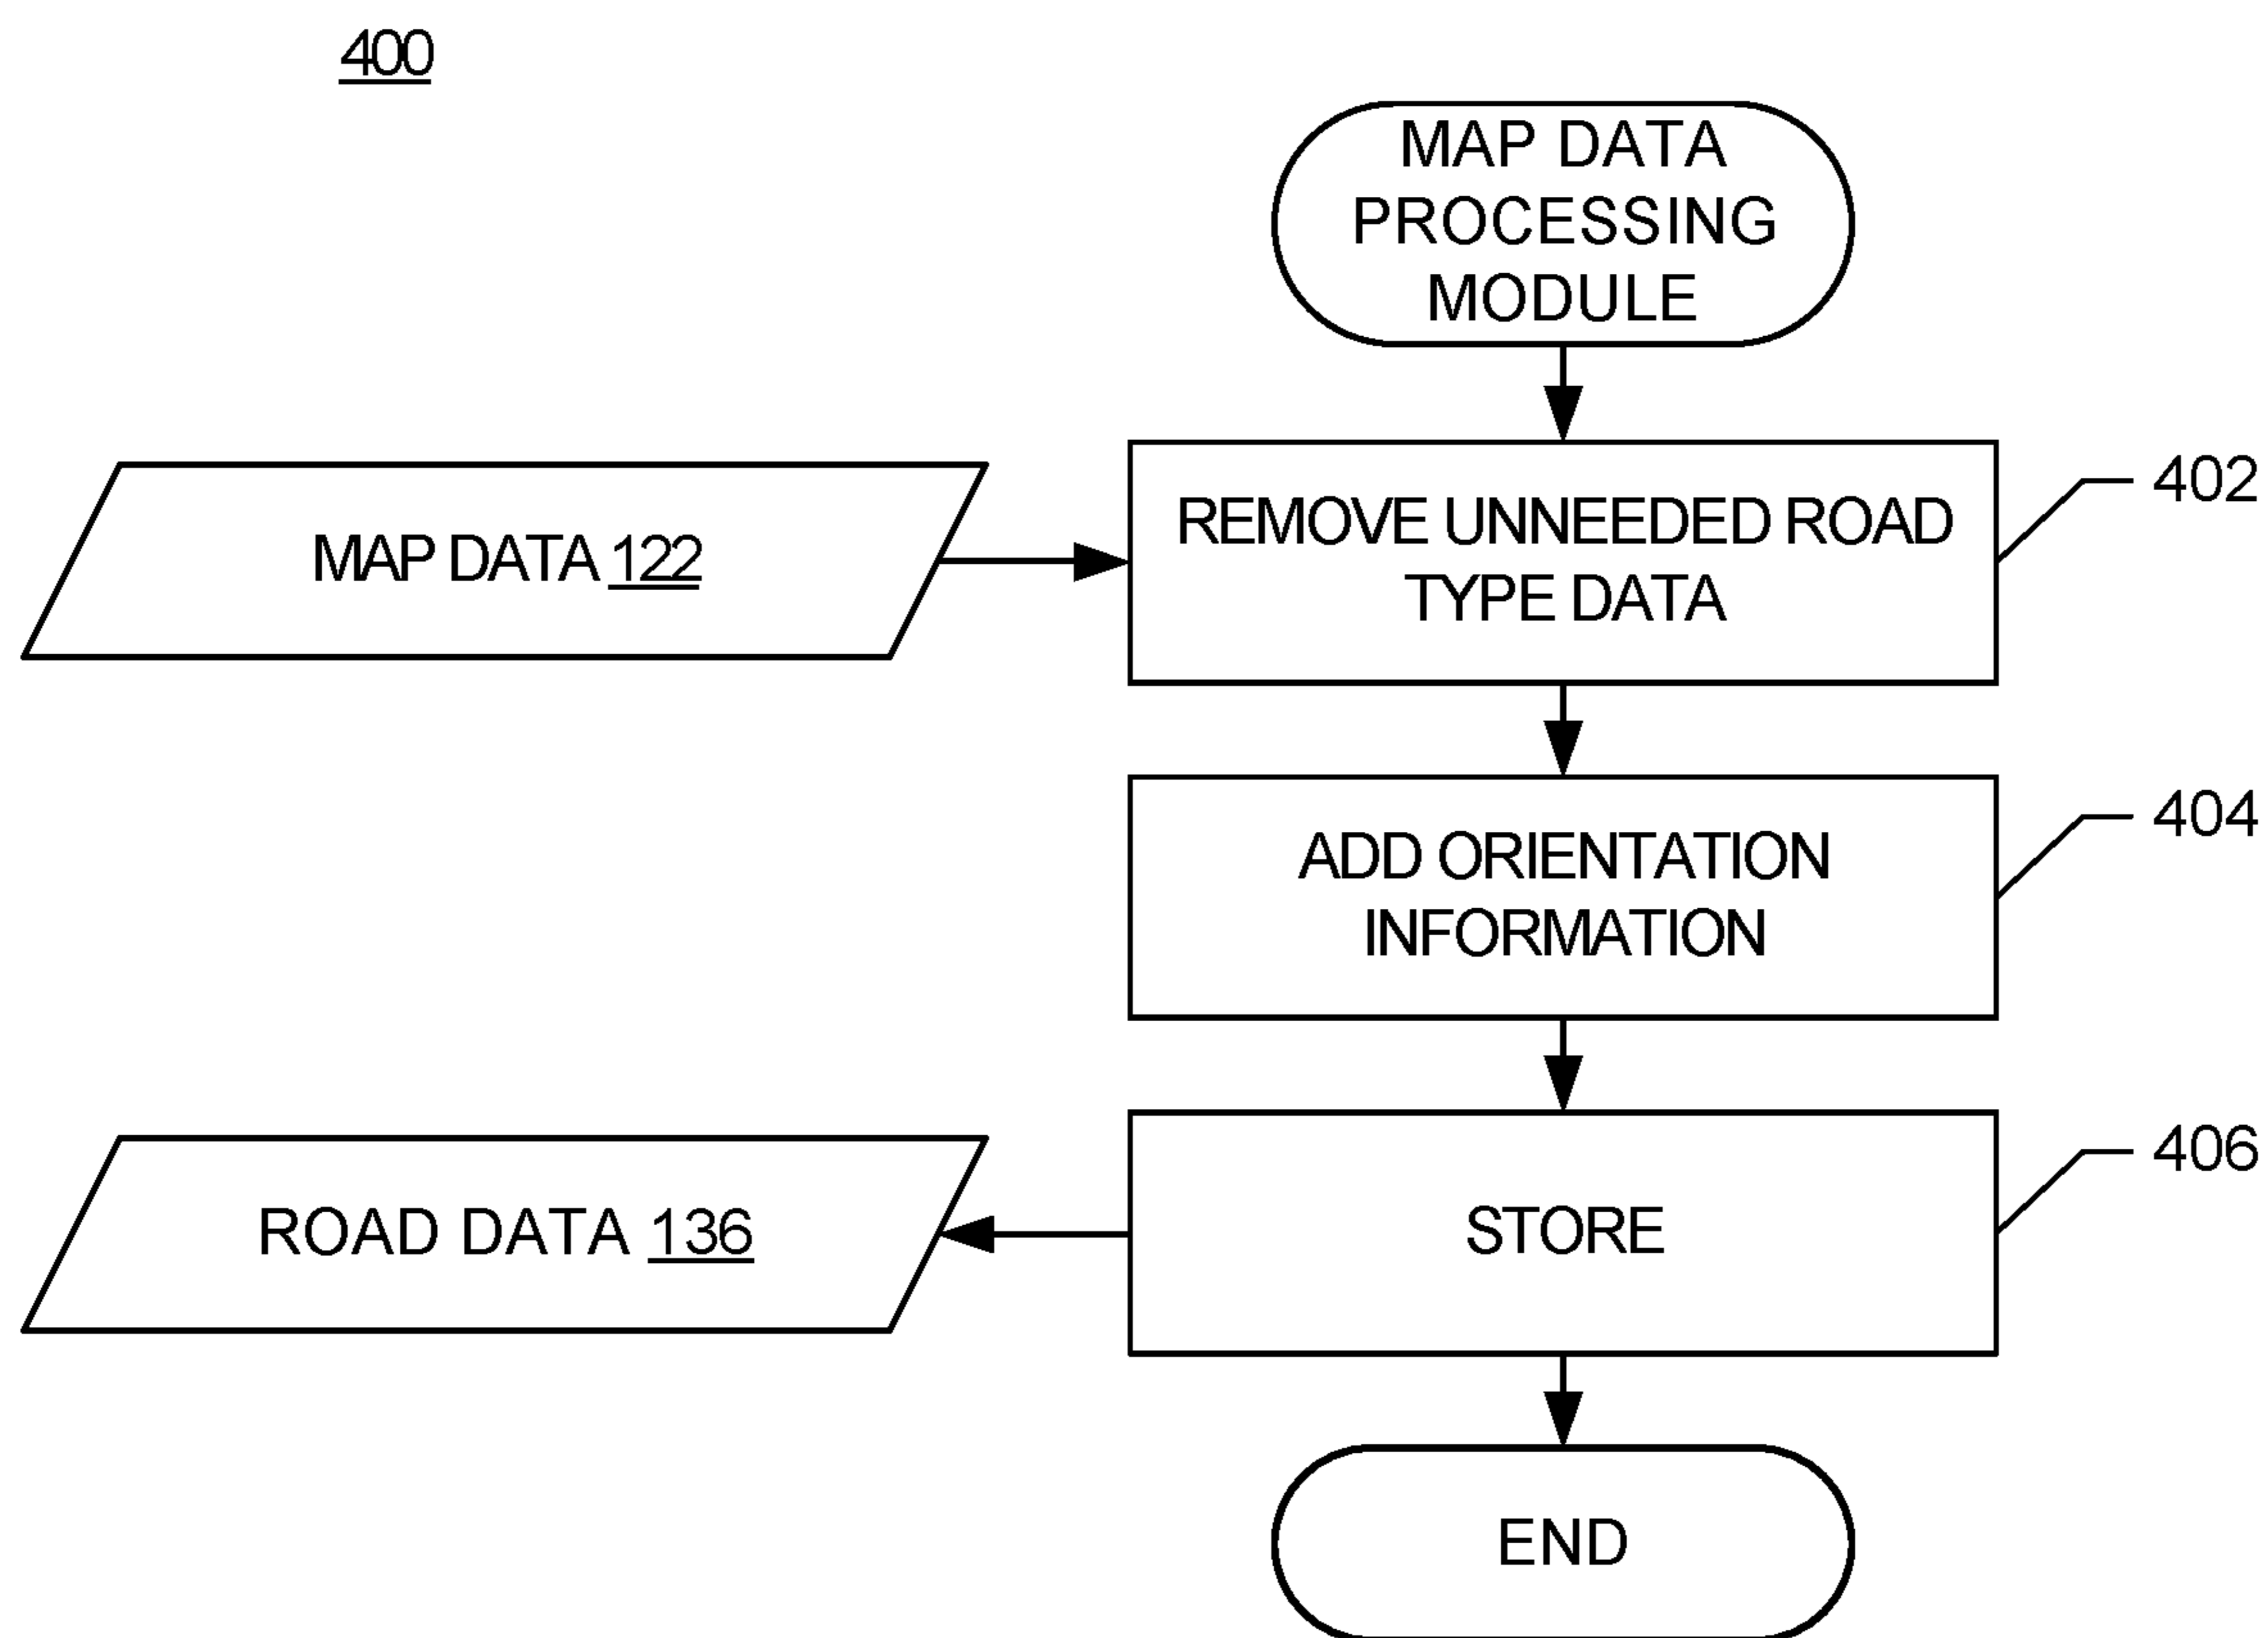 400
MAP DATA
PROCESSING
MODULE
MAP DATA 122
REMOVE UNNEEDED ROAD
TYPE DATA
402
ADD ORIENTATION
INFORMATION
404
ROAD DATA 136
STORE
406
END